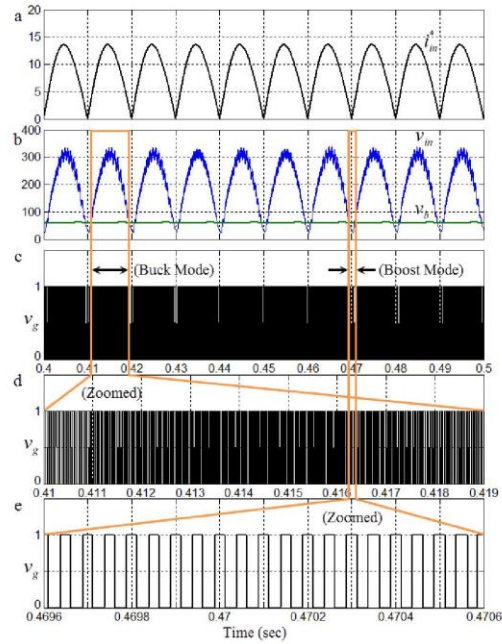 a
20
15
10
5
0
i*in
b
400
300
200
100
0
vin
vb
c
(Buck Mode)
(Boost Mode)
1
vg
0
0.4 0.41 0.42 0.43 0.44 0.45 0.46 0.47 0.48 0.49 0.5
d
(Zoomed)
1
vg
0
0.41 0.411 0.412 0.413 0.414 0.415 0.416 0.417 0.418 0.419
e
(Zoomed)
1
vg
0
0.4696 0.4698 0.47 0.4702 0.4704 0.4706
Time (sec)